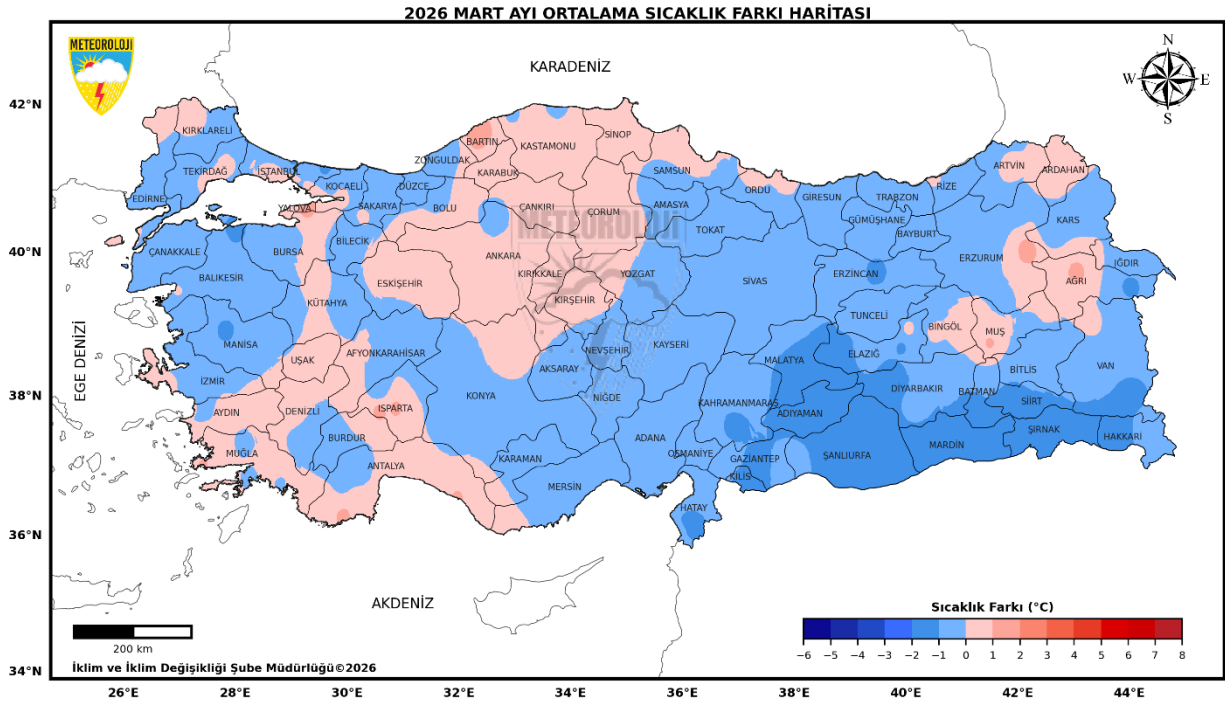 2026 MART AYI ORTALAMA SICAKLIK FARKI HARİTASI
METEOROLOJİ
KARADENİZ
N
W E
S
42°N
40°N
38°N
36°N
34°N
EGE DENİZİ
KIRKLARELİ
TEKİRDAĞ
EDİRNE
İSTANBUL
KOCAELİ
YALOVA
SAKARYA
DÜZCE
ZONGULDAK
BARTIN
KASTAMONU
SİNOP
KARABÜK
BOLU
ÇANKIRI
ÇORUM
SAMSUN
ORDU
AMASYA
TOKAT
GİRESUN
TRABZON
RİZE
ARTVİN
ARDAHAN
GÜMÜŞHANE
BAYBURT
KARS
ÇANAKKALE
BALIKESİR
BURSA
BİLECİK
ESKİŞEHİR
ANKARA
KIRIKKALE
KIRŞEHİR
YOZGAT
SİVAS
ERZİNCAN
ERZURUM
AĞRI
IĞDIR
METEOROLOJİ
KÜTAHYA
MANİSA
UŞAK
AFYONKARAHİSAR
İZMİR
AYDIN
DENİZLİ
ISPARTA
BURDUR
MUĞLA
ANTALYA
KONYA
AKSARAY
NEVŞEHİR
NİĞDE
KAYSERİ
KARAMAN
MERSİN
ADANA
OSMANİYE
HATAY
KAHRAMANMARAŞ
GAZİANTEP
KİLİS
MALATYA
ADIYAMAN
ŞANLIURFA
TUNCELİ
ELAZIĞ
BİNGÖL
MUŞ
DİYARBAKIR
BATMAN
BİTLİS
SİİRT
VAN
MARDİN
ŞIRNAK
HAKKARİ
AKDENİZ
200 km
İklim ve İklim Değişikliği Şube Müdürlüğü©2026
Sıcaklık Farkı (°C)
−6 −5 −4 −3 −2 −1 0 1 2 3 4 5 6 7 8
26°E 28°E 30°E 32°E 34°E 36°E 38°E 40°E 42°E 44°E